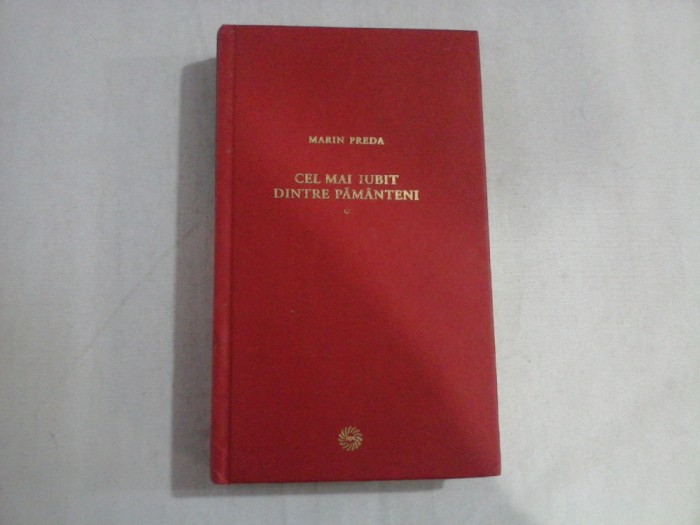 MARIN PREDA
CEL MAI IUBIT
DINTRE PĂMÂNTENI
*